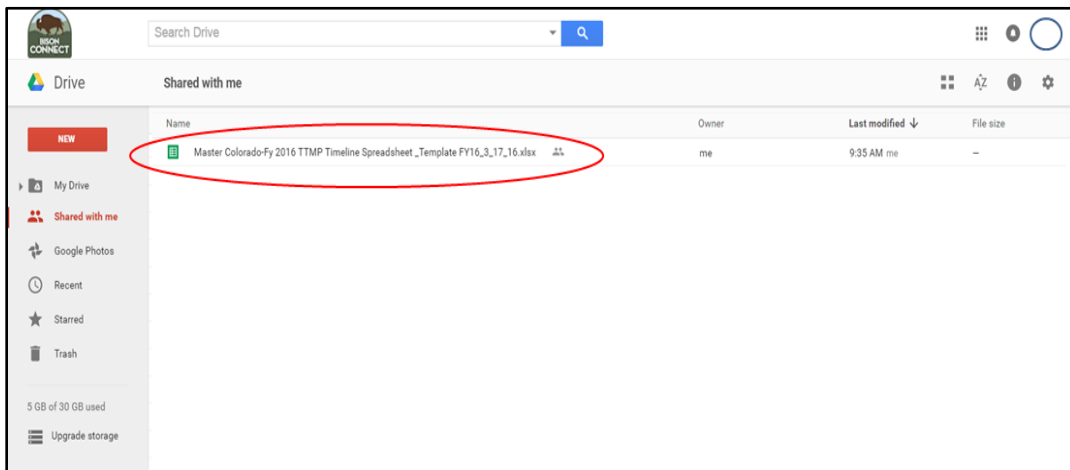 BISON
CONNECT
Search Drive
Drive
Shared with me
AZ
NEW
Name
Owner
Last modified
File size
Master Colorado-Fy 2016 TTMP Timeline Spreadsheet _Template FY16_3_17_16.xlsx
me
9:35 AM me
–
My Drive
Shared with me
Google Photos
Recent
Starred
Trash
5 GB of 30 GB used
Upgrade storage